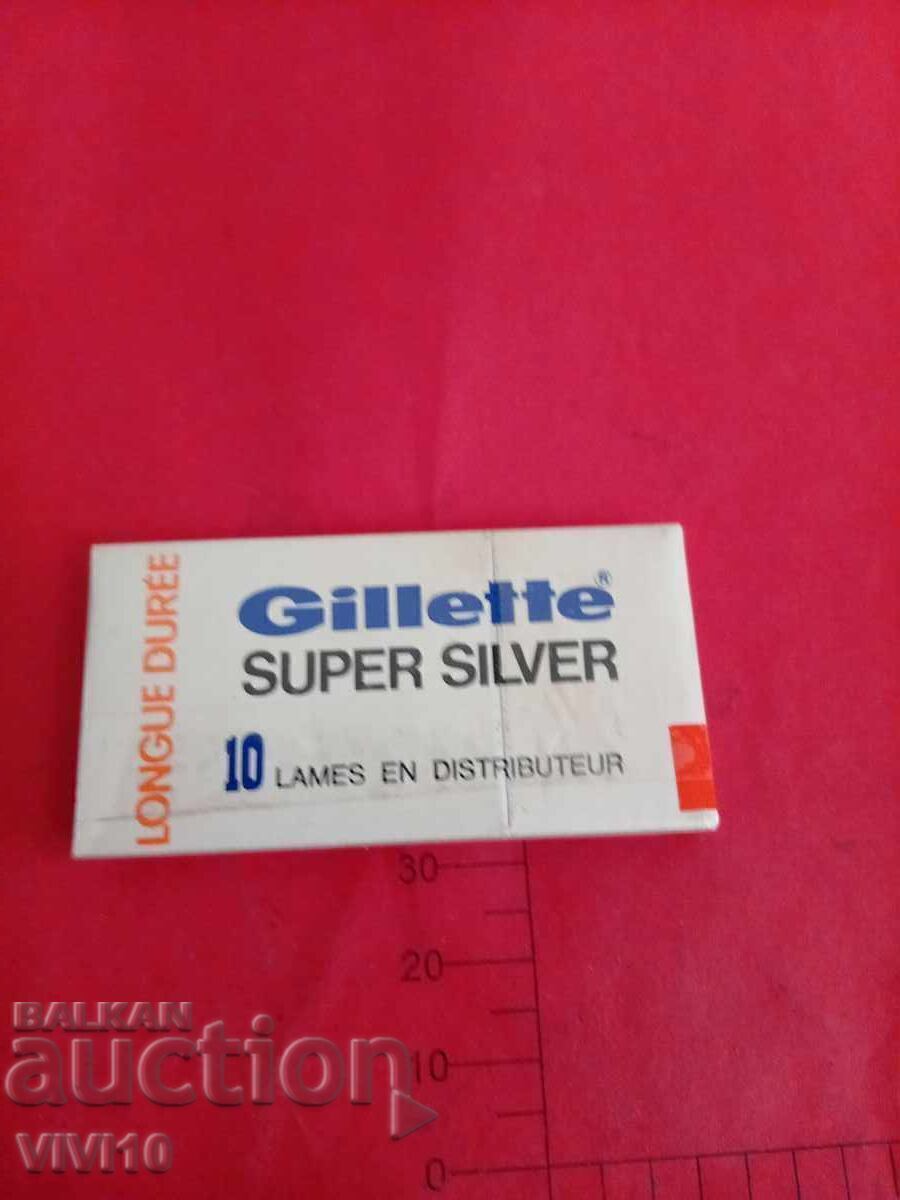 LONGUE DURÉE
Gillette®
SUPER SILVER
10 LAMES EN DISTRIBUTEUR
30
20
10
0
BALKAN
auction
VIVI10